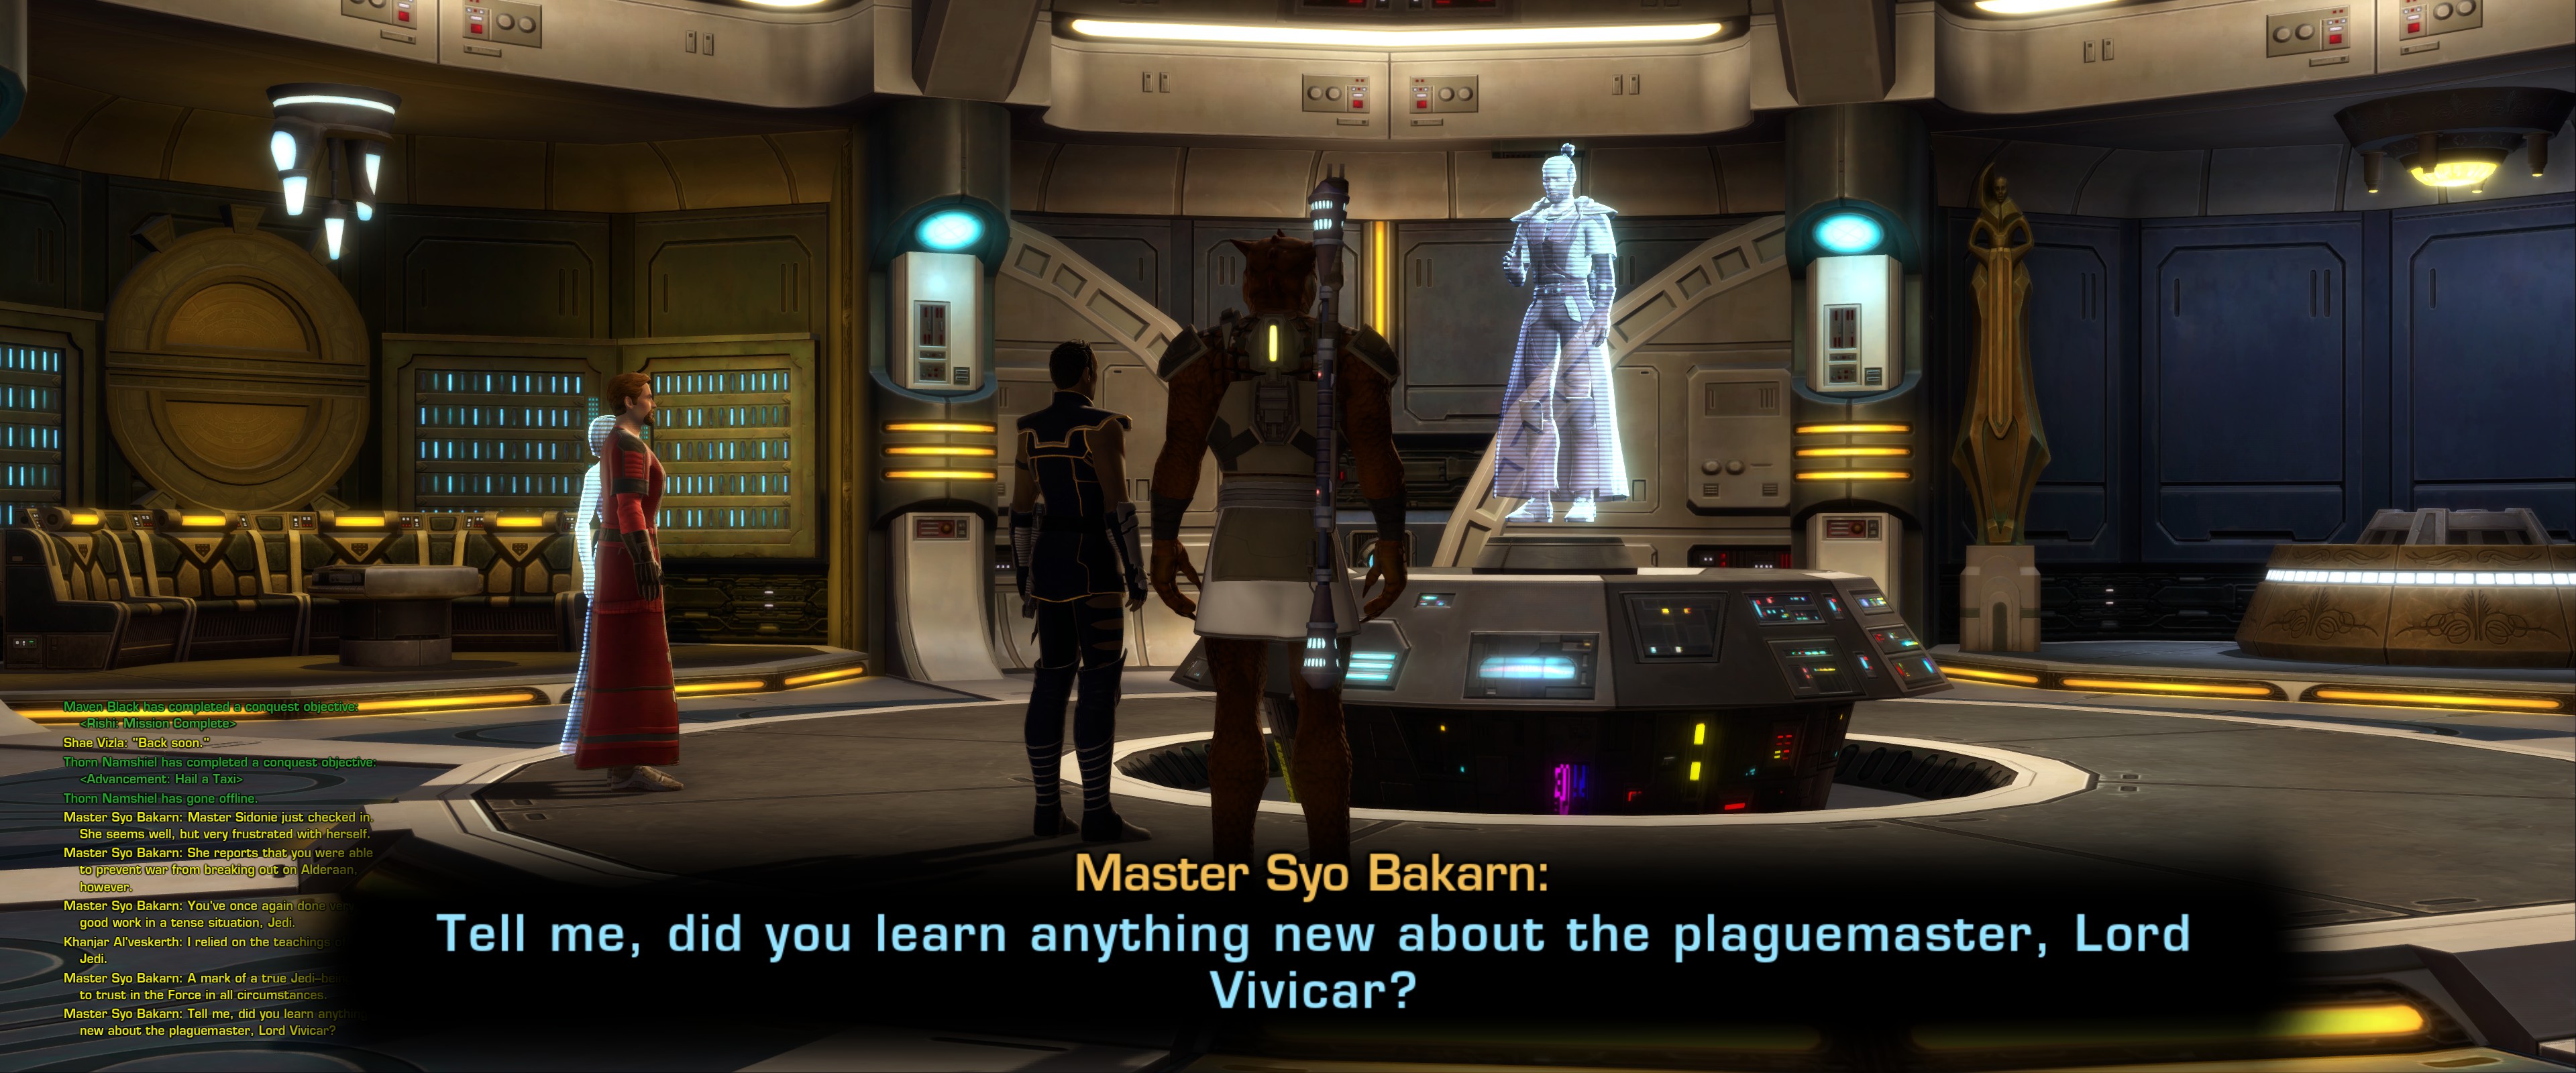 Maven Black has completed a conquest objective:
<Rishi: Mission Complete>
Shae Vizla: "Back soon."
Thorn Namshiel has completed a conquest objective:
<Advancement: Hail a Taxi>
Thorn Namshiel has gone offline.
Master Syo Bakarn: Master Sidonie just checked in.
She seems well, but very frustrated with herself.
Master Syo Bakarn: She reports that you were able
to prevent war from breaking out on Alderaan,
however.
Master Syo Bakarn: You've once again done very
good work in a tense situation, Jedi.
Khanjar Al'veskerth: I relied on the teachings
Jedi.
Master Syo Bakarn: A mark of a true Jedi—
to trust in the Force in all circumstances.
Master Syo Bakarn: Tell me, did you learn anything
new about the plaguemaster, Lord Vivicar?
Master Syo Bakarn:
Tell me, did you learn anything new about the plaguemaster, Lord
Vivicar?